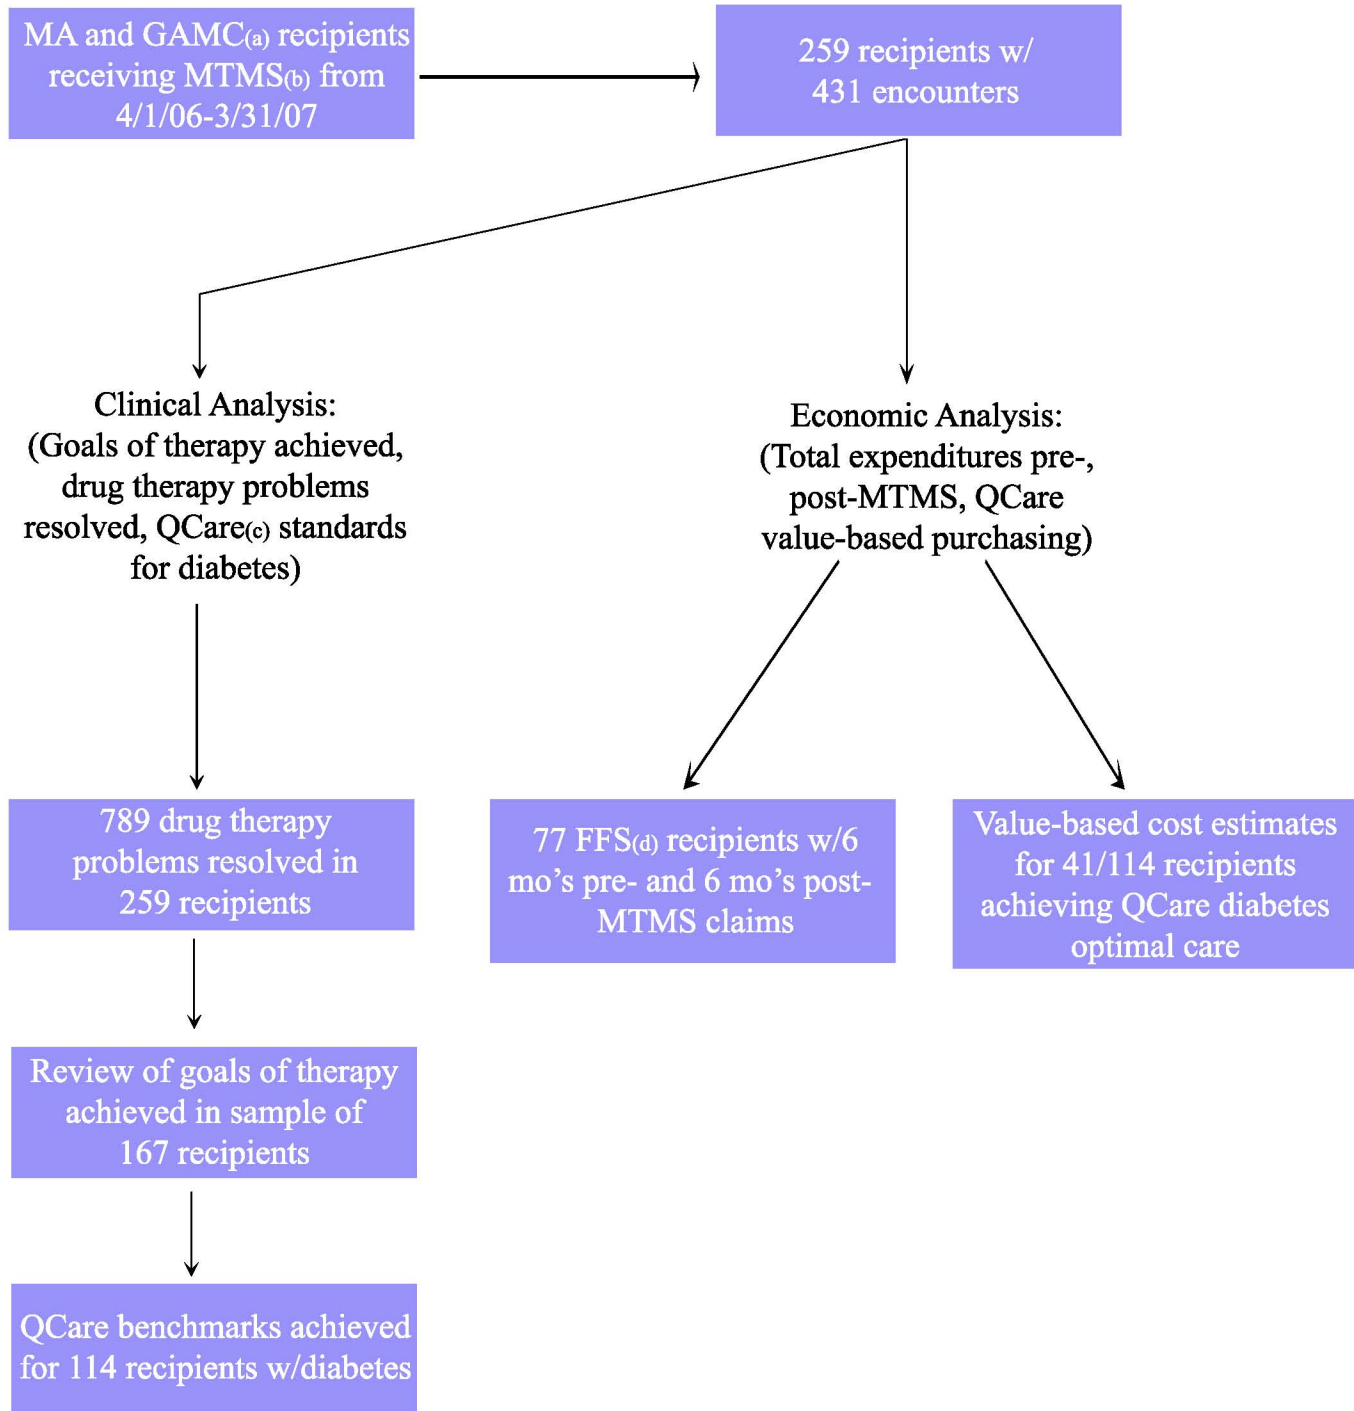 MA and GAMC(a) recipients
receiving MTMS(b) from
4/1/06-3/31/07
259 recipients w/
431 encounters
Clinical Analysis:
(Goals of therapy achieved,
drug therapy problems
resolved, QCare(c) standards
for diabetes)
Economic Analysis:
(Total expenditures pre-,
post-MTMS, QCare
value-based purchasing)
789 drug therapy
problems resolved in
259 recipients
77 FFS(d) recipients w/6
mo’s pre- and 6 mo’s post-
MTMS claims
Value-based cost estimates
for 41/114 recipients
achieving QCare diabetes
optimal care
Review of goals of therapy
achieved in sample of
167 recipients
QCare benchmarks achieved
for 114 recipients w/diabetes